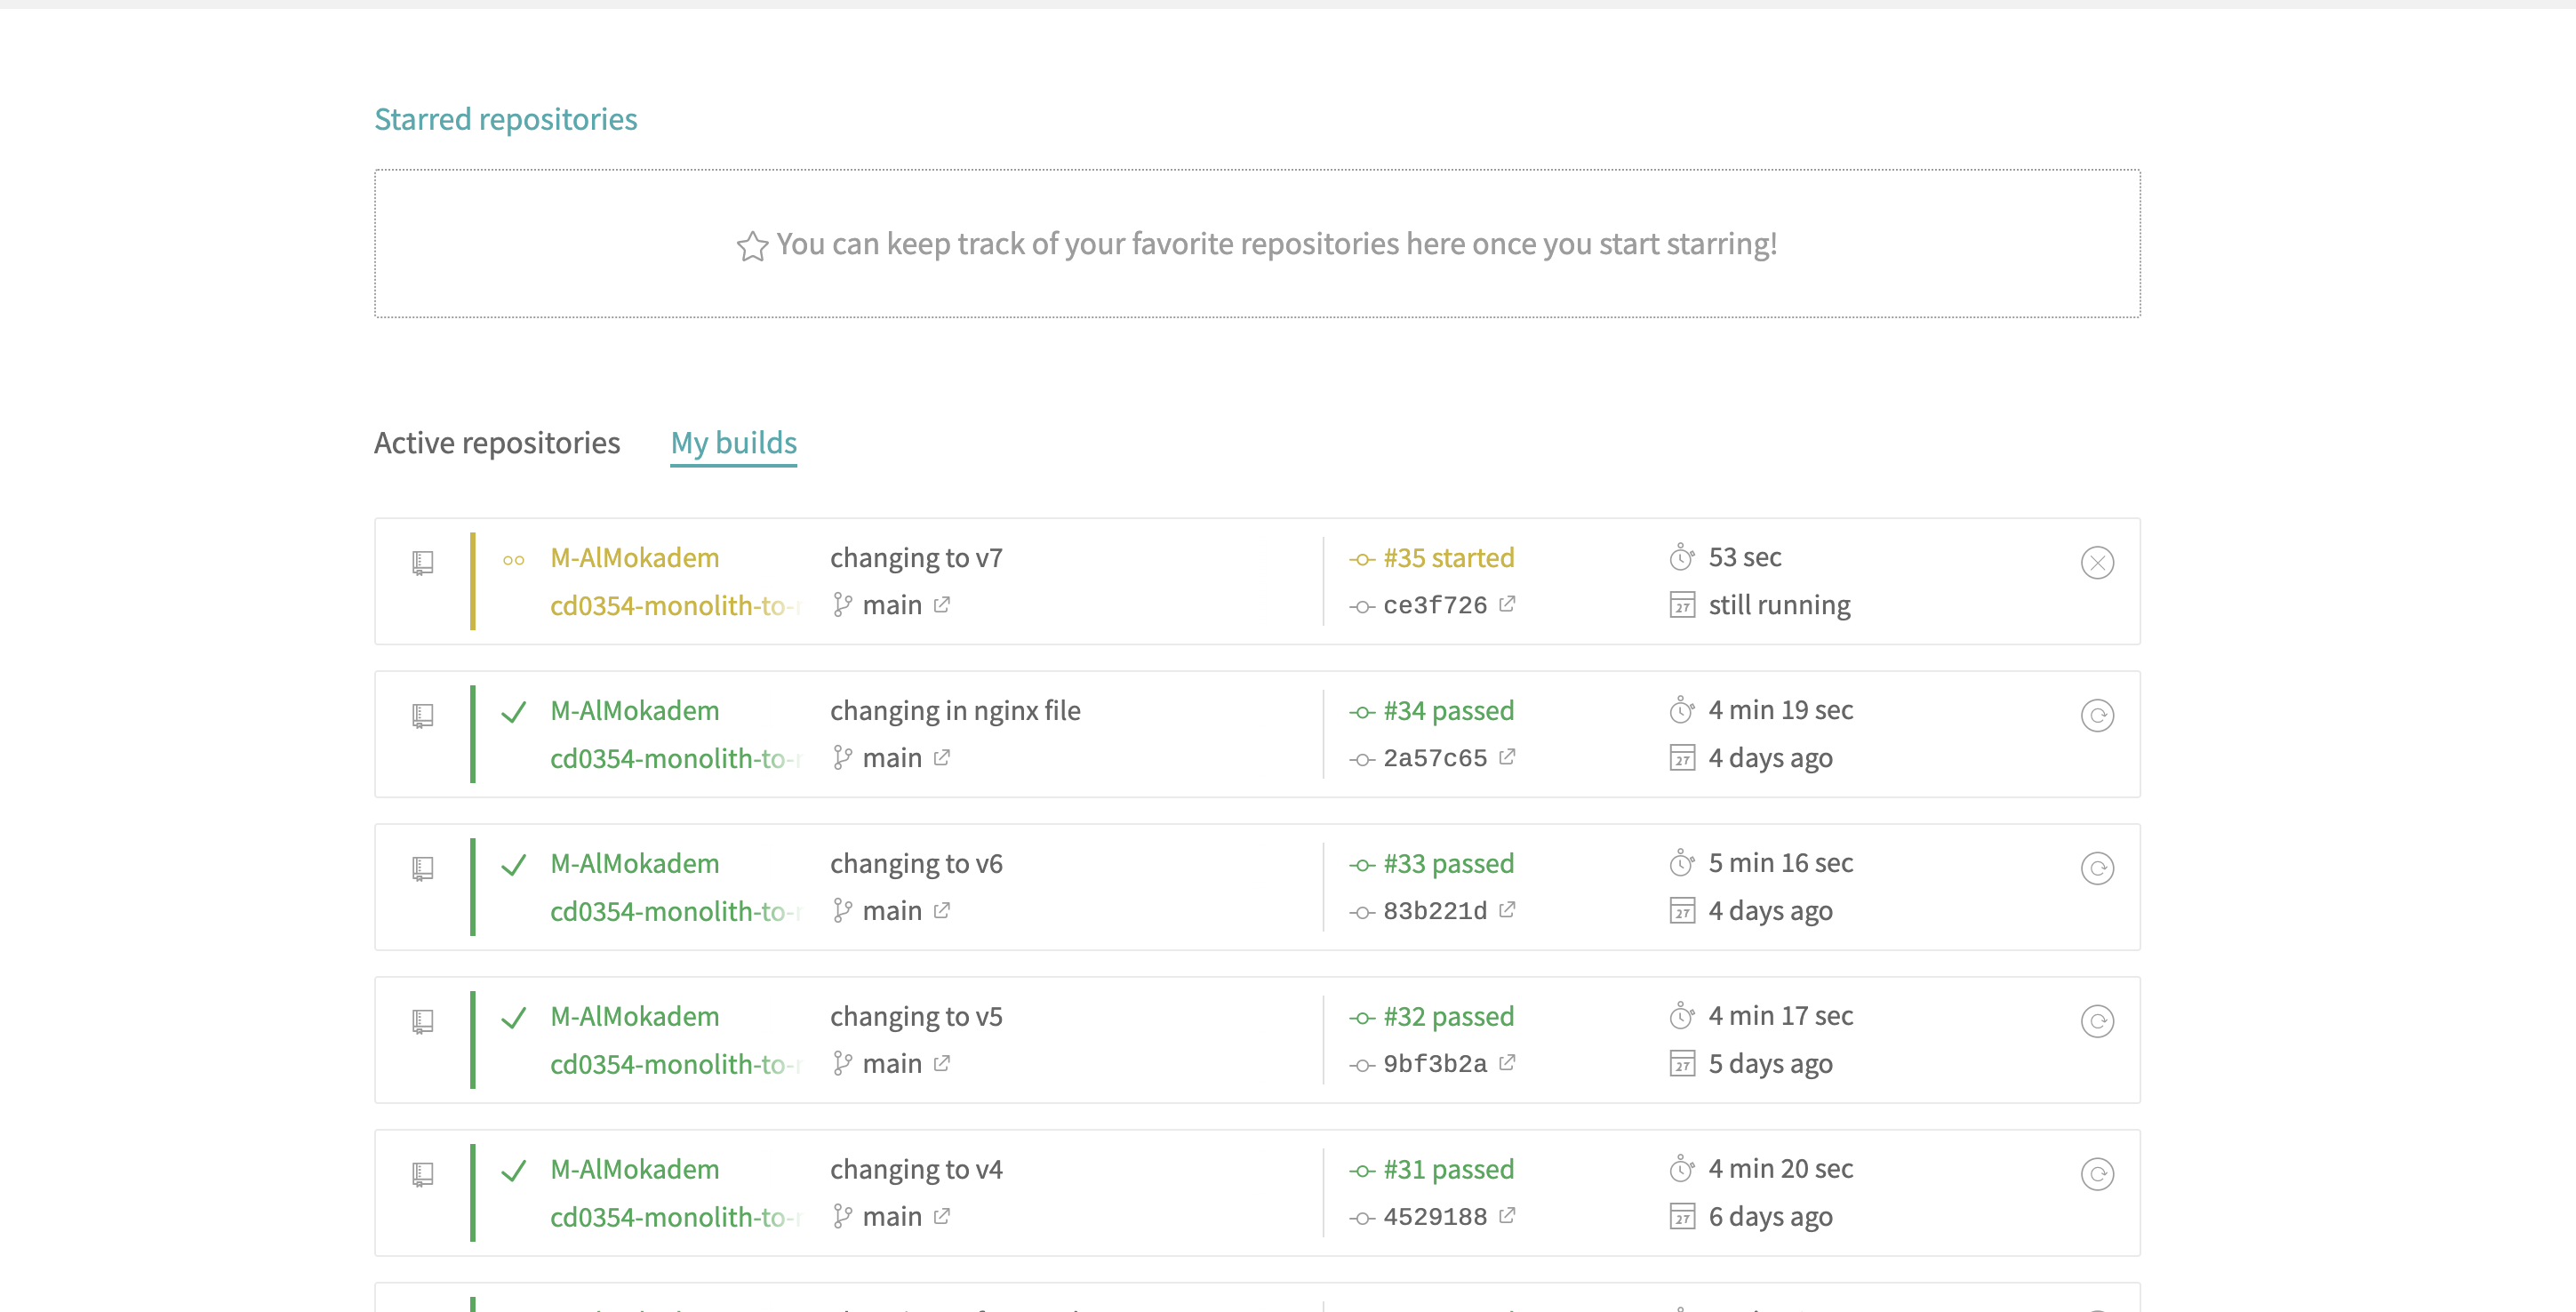 Starred repositories
You can keep track of your favorite repositories here once you start starring!
Active repositories My builds
M-AlMokadem changing to v7 #35 started 53 sec
cd0354-monolith-to- main ce3f726 27 still running
M-AlMokadem changing in nginx file #34 passed 4 min 19 sec
cd0354-monolith-to- main 2a57c65 27 4 days ago
M-AlMokadem changing to v6 #33 passed 5 min 16 sec
cd0354-monolith-to- main 83b221d 27 4 days ago
M-AlMokadem changing to v5 #32 passed 4 min 17 sec
cd0354-monolith-to- main 9bf3b2a 27 5 days ago
M-AlMokadem changing to v4 #31 passed 4 min 20 sec
cd0354-monolith-to- main 4529188 27 6 days ago